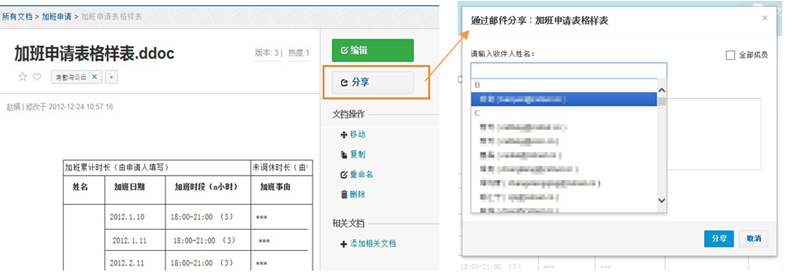 所有文档 > 加班申请 > 加班申请表格样表
加班申请表格样表.ddoc
版本: 3 | 热度:1
考勤与公出 ×
+
赵娟 | 修改于 2012-12-24 10:57:16
加班累计时长（由申请人填写）
未调休时长（由
姓名 加班日期 加班时段（n小时） 加班事由
2012.1.10 18:00-21:00 （3） ***
2012.1.11 18:00-21:00 （3） ***
2012.2.11 18:00-21:00 （3） ***
编辑
分享
文档操作
移动
复制
重命名
删除
相关文档
添加相关文档
通过邮件分享：加班申请表格样表 ×
请输入收件人姓名：
全部成员
B
C
分享 取消
18:00-21:00 （3） *** ***